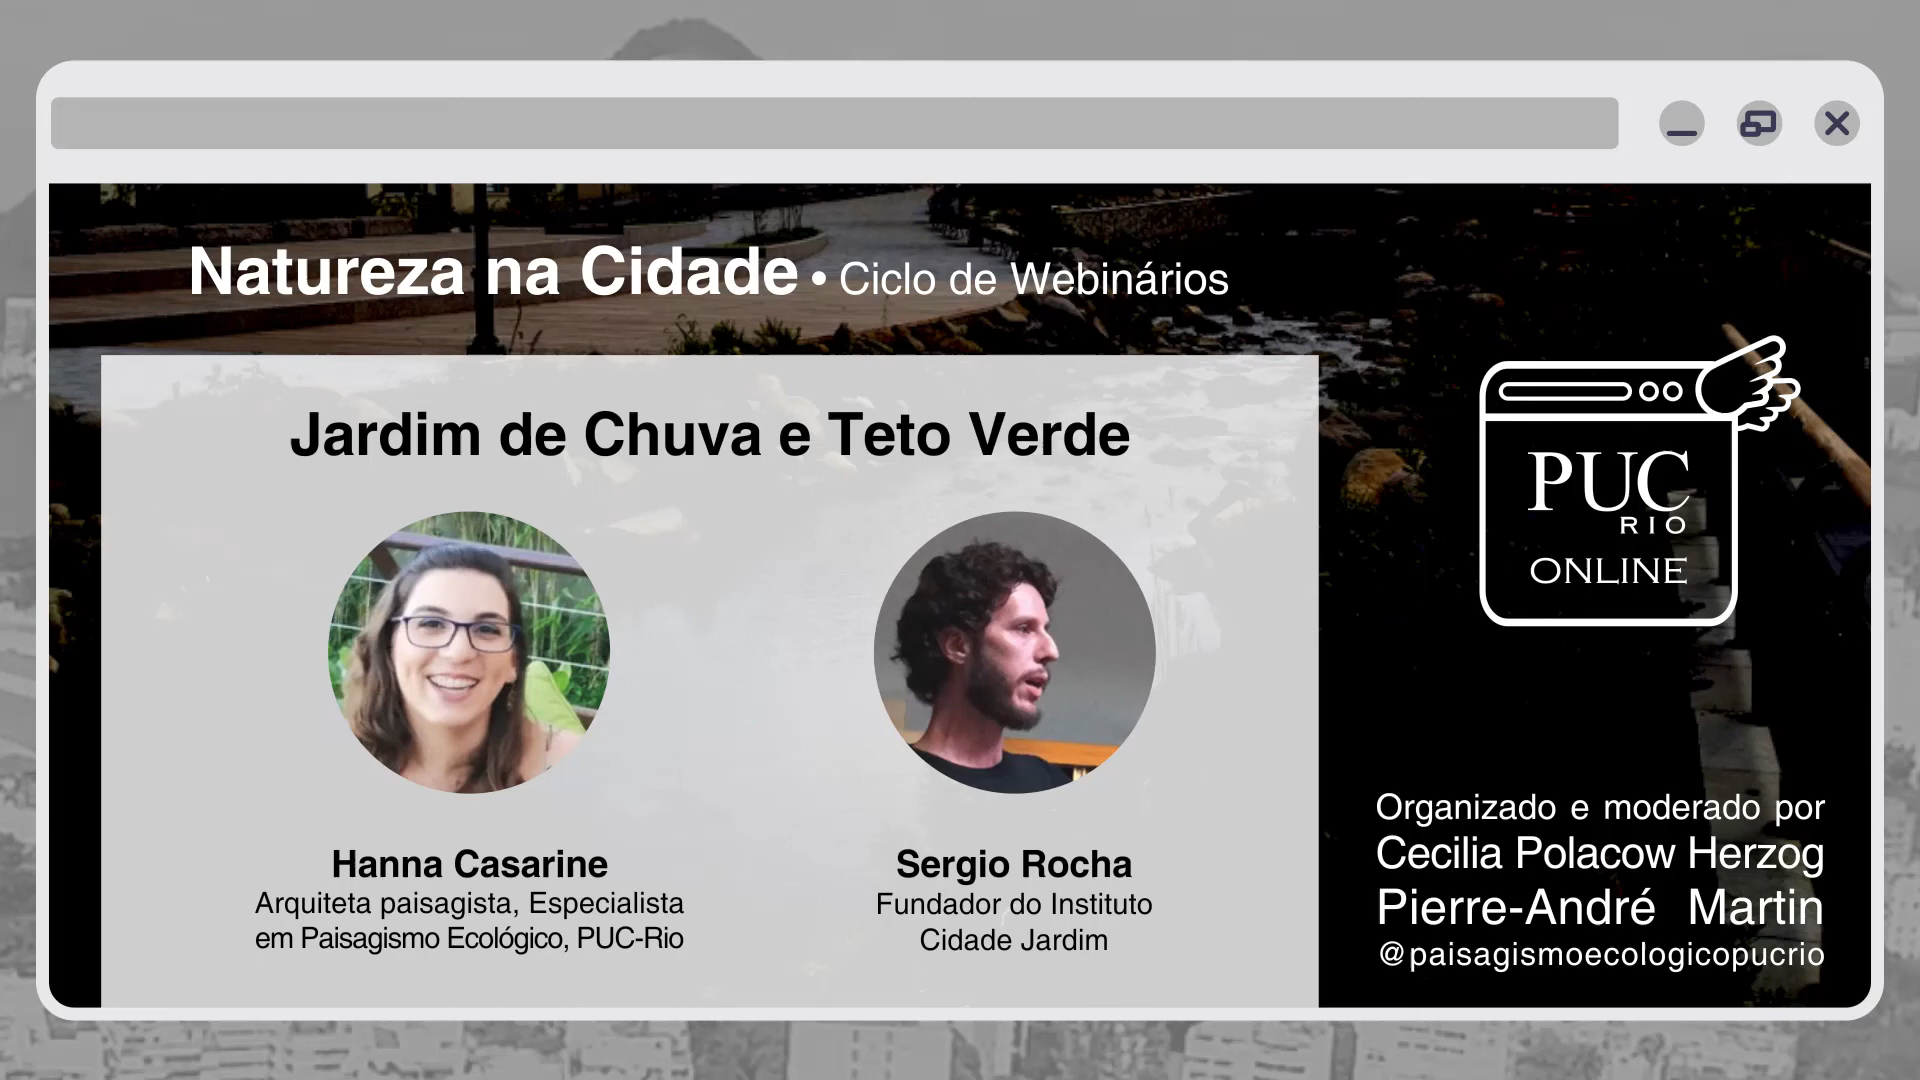 Natureza na Cidade • Ciclo de Webinários
Jardim de Chuva e Teto Verde
Hanna Casarine
Arquiteta paisagista, Especialista
em Paisagismo Ecológico, PUC-Rio
Sergio Rocha
Fundador do Instituto
Cidade Jardim
PUC
RIO
ONLINE
Organizado e moderado por
Cecilia Polacow Herzog
Pierre-André Martin
@paisagismoecologicopucrio